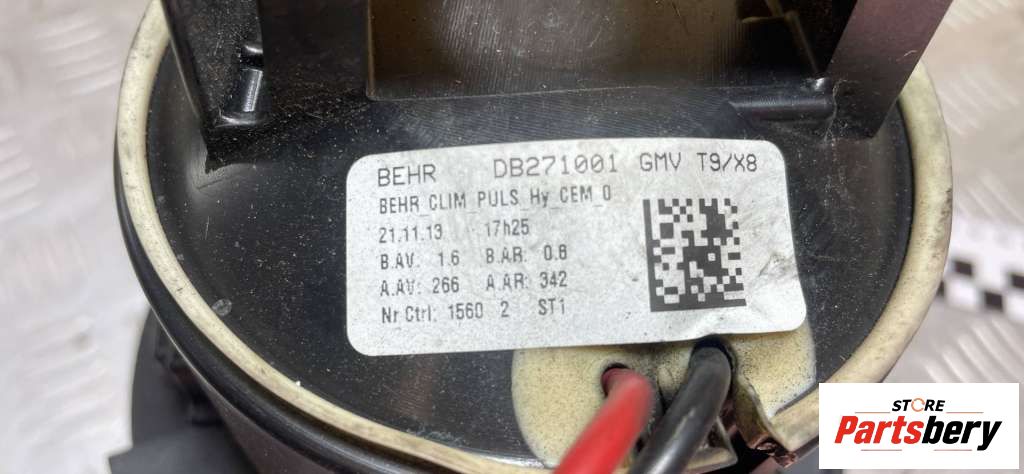 BEHR DB271001 GMV T9/X8
BEHR_CLIM_PULS_Hy_CEM_0
21.11.13 17h25
B.AV: 1.6 B.AR: 0.8
A.AV: 266 A.AR: 342
Nr Ctrl: 1560 2 ST1
STORE
Partsbery